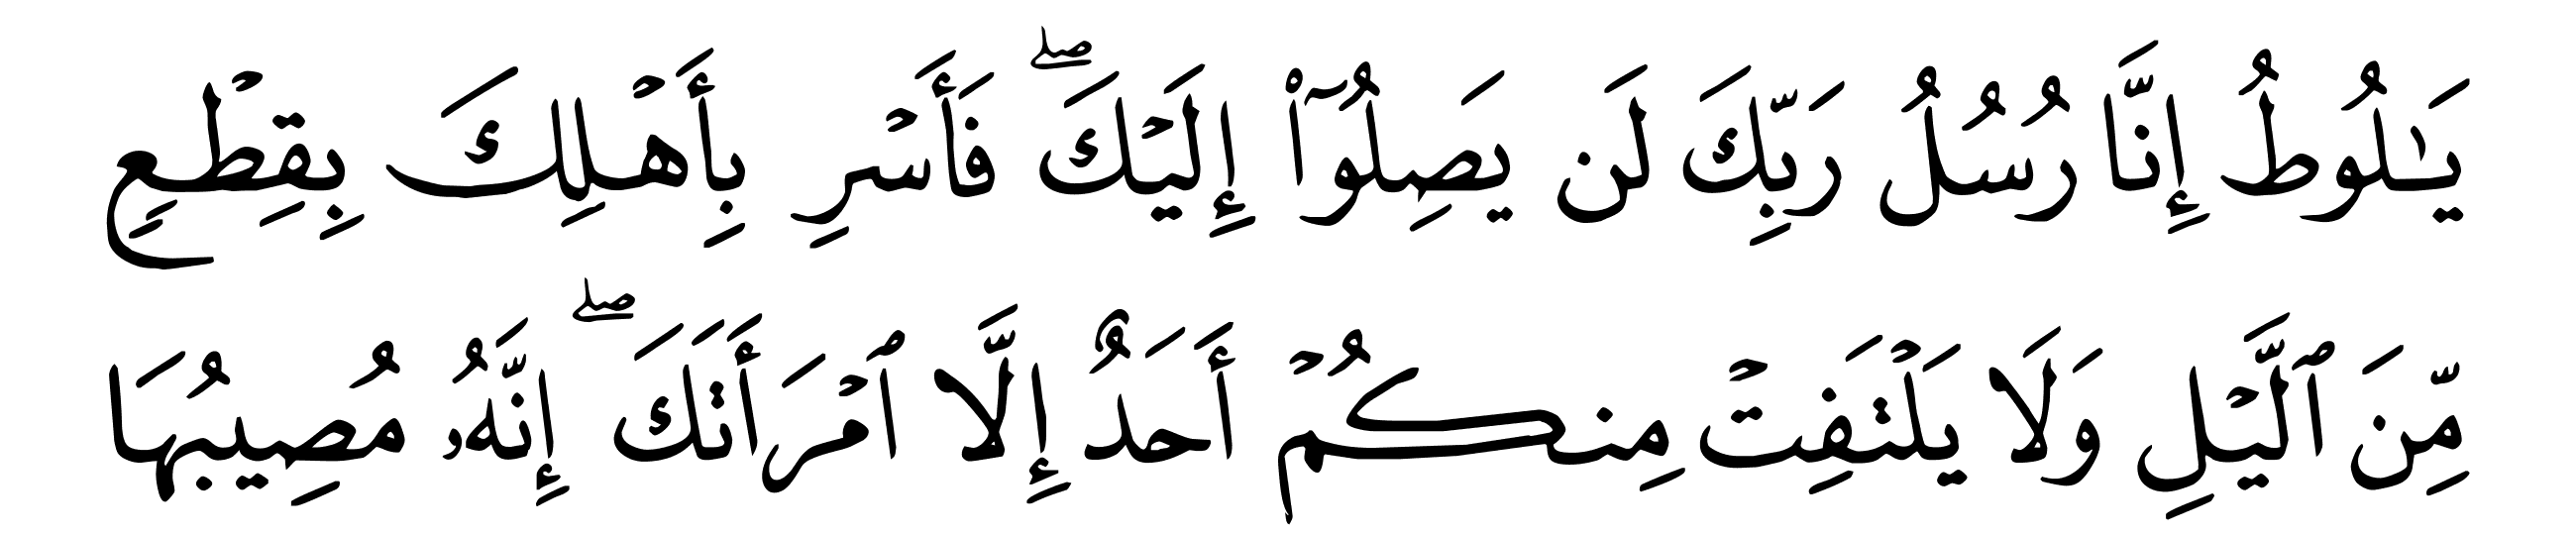 يَـٰلُوطُ إِنَّا رُسُلُ رَبِّكَ لَن يَصِلُوٓا۟ إِلَيْكَ ۖ فَأَسْرِ بِأَهْلِكَ بِقِطْعٍ
مِّنَ ٱلَّيْلِ وَلَا يَلْتَفِتْ مِنكُمْ أَحَدٌ إِلَّا ٱمْرَأَتَكَ ۖ إِنَّهُۥ مُصِيبُهَا